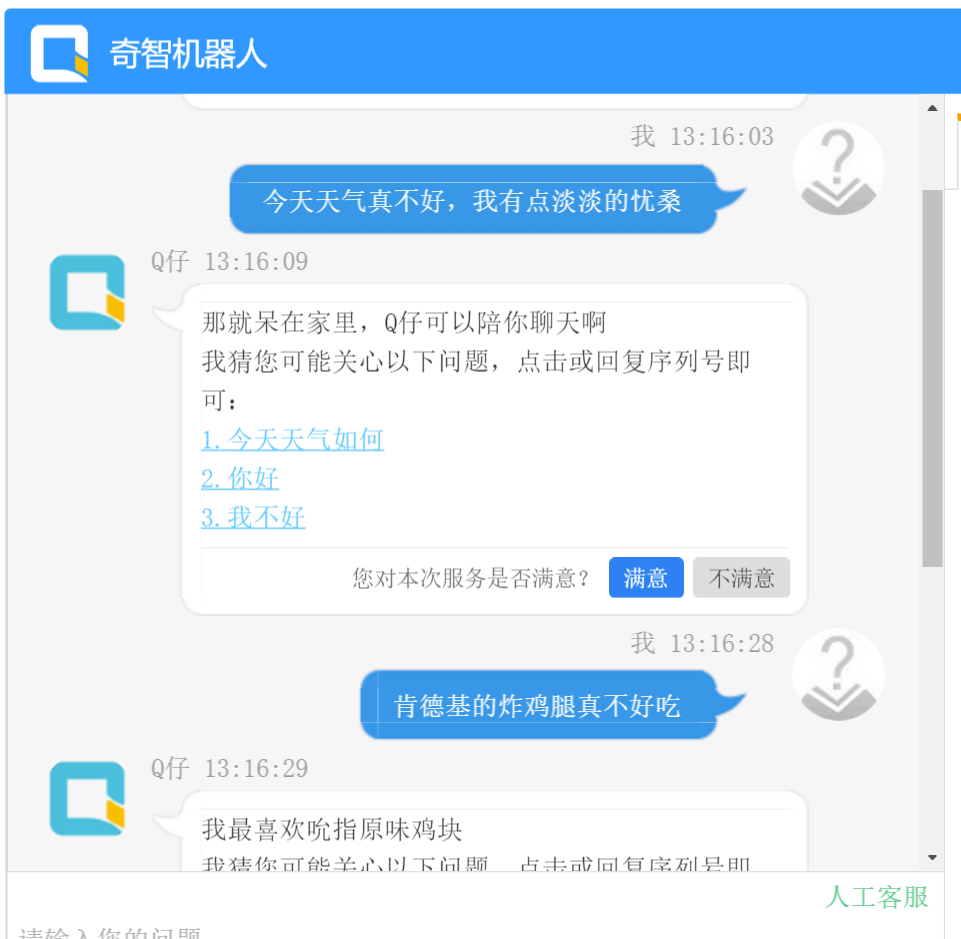 奇智机器人
我 13:16:03
今天天气真不好，我有点淡淡的忧桑
Q仔 13:16:09
那就呆在家里，Q仔可以陪你聊天啊
我猜您可能关心以下问题，点击或回复序列号即
可：
1.今天天气如何
2.你好
3.我不好
您对本次服务是否满意？ 满意 不满意
我 13:16:28
肯德基的炸鸡腿真不好吃
Q仔 13:16:29
我最喜欢吮指原味鸡块
我猜您可能关心以下问题，点击或回复序列号即
人工客服
请输入您的问题